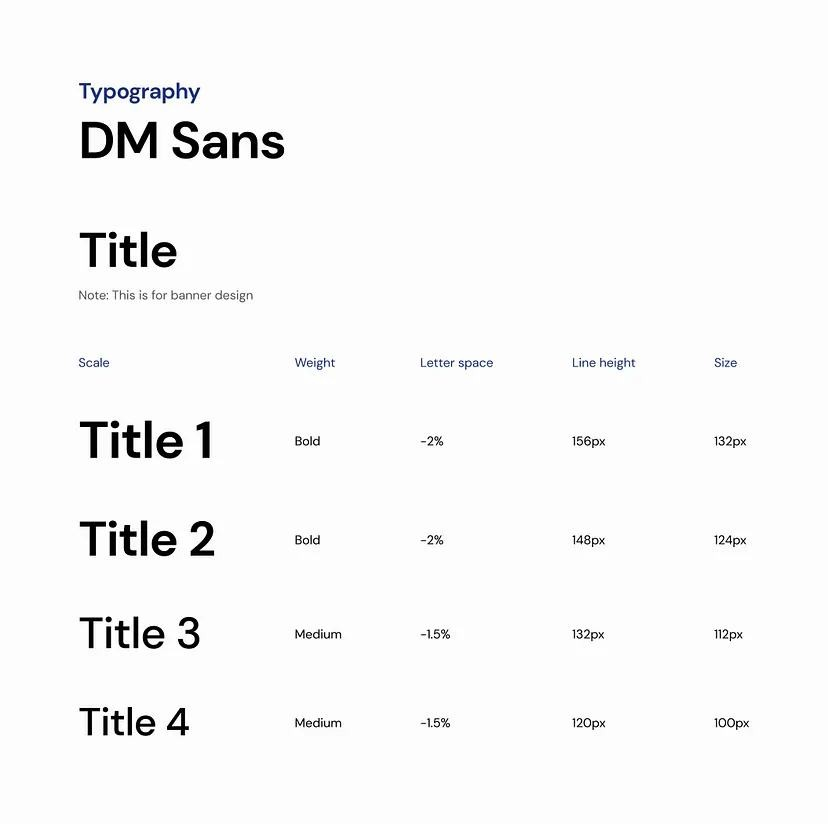 Typography
DM Sans
Title
Note: This is for banner design
Scale Weight Letter space Line height Size
Title 1 Bold -2% 156px 132px
Title 2 Bold -2% 148px 124px
Title 3 Medium -1.5% 132px 112px
Title 4 Medium -1.5% 120px 100px